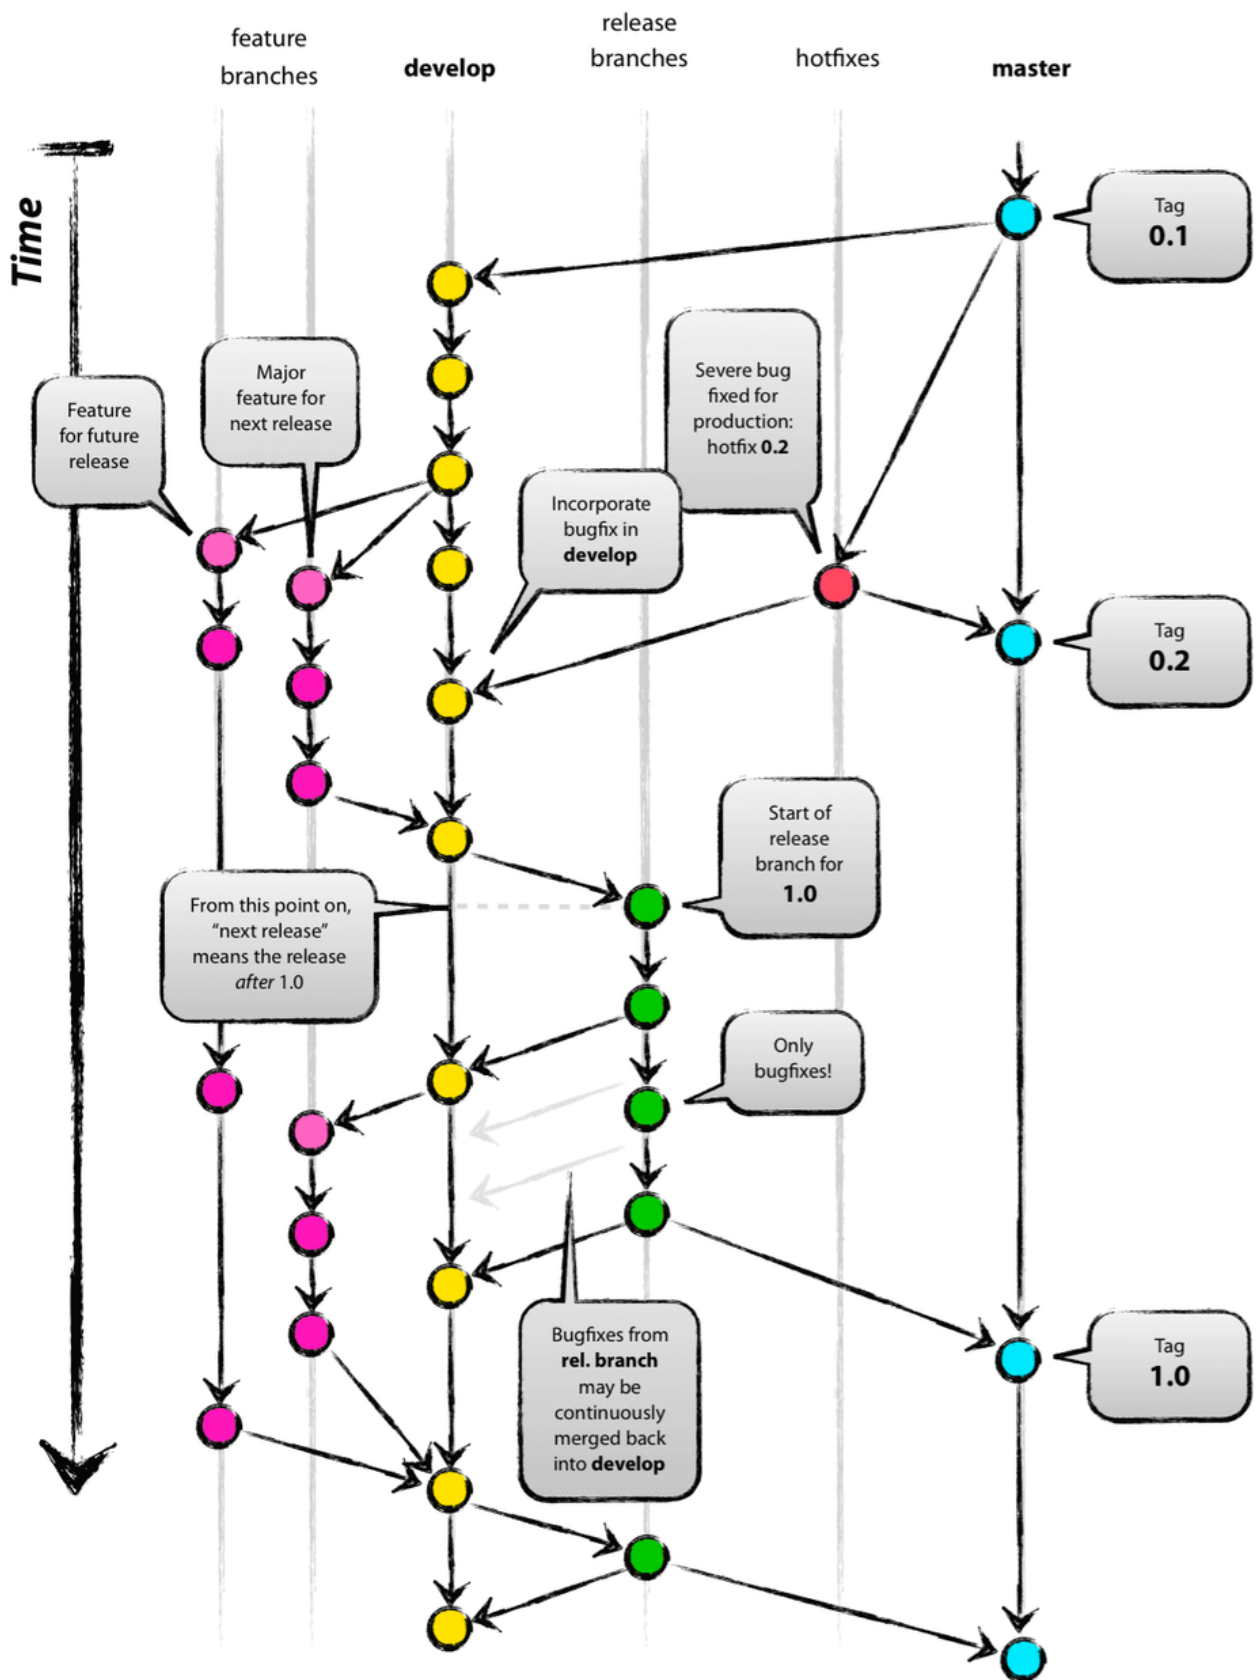 feature
branches
develop
release
branches
hotfixes
master
Time
Tag
0.1
Major
feature for
next release
Feature
for future
release
Severe bug
fixed for
production:
hotfix 0.2
Incorporate
bugfix in
develop
Tag
0.2
Start of
release
branch for
1.0
From this point on,
“next release”
means the release
after 1.0
Only
bugfixes!
Bugfixes from
rel. branch
may be
continuously
merged back
into develop
Tag
1.0